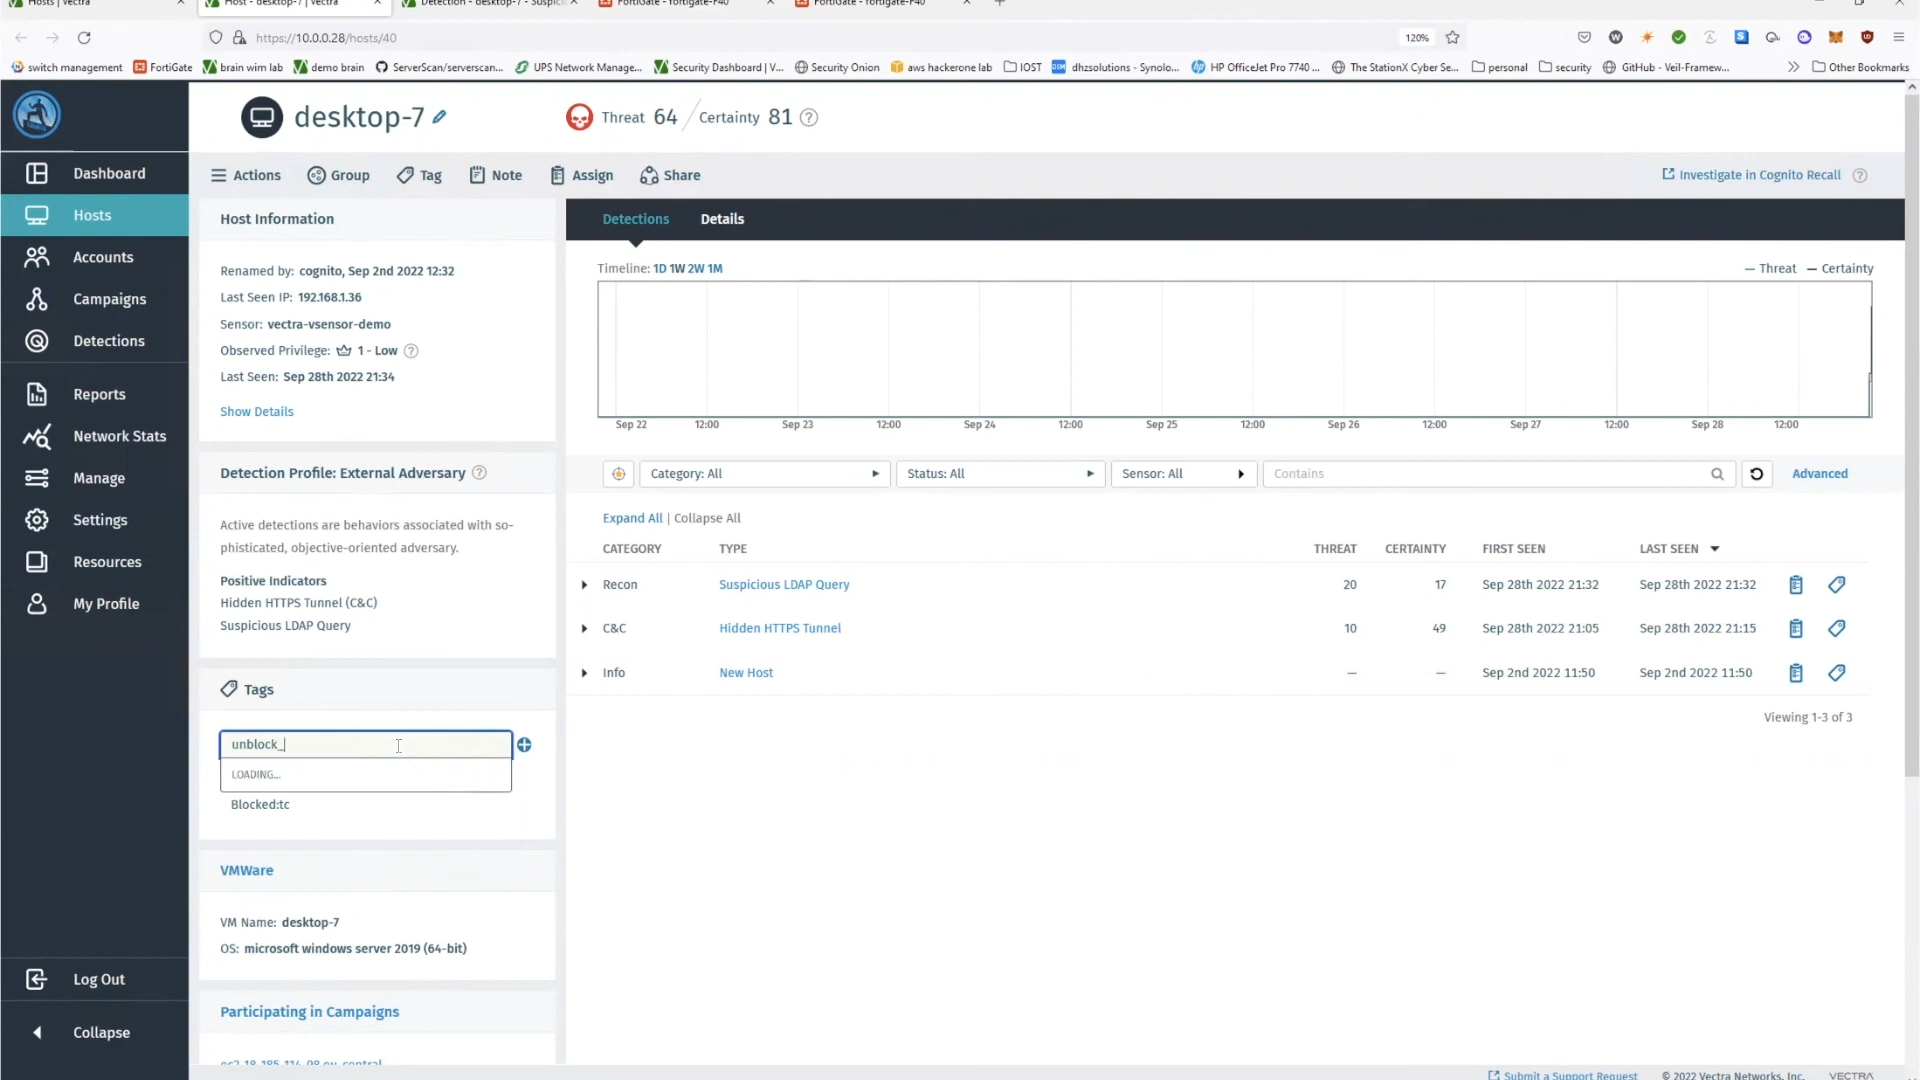 Hosts | Vectra
Host - desktop-7 | Vectra
Detection - desktop-7 - Suspici
FortiGate - fortigate-F40
FortiGate - fortigate-F40
https://10.0.0.28/hosts/40
120%
switch management
FortiGate
brain wim lab
demo brain
ServerScan/serverscan...
UPS Network Manage...
Security Dashboard | V...
Security Onion
aws hackerone lab
IOST
dhzsolutions - Synolo...
HP OfficeJet Pro 7740 ...
The StationX Cyber Se...
personal
security
GitHub - Veil-Framew...
Other Bookmarks
desktop-7
Threat 64 / Certainty 81
Dashboard
Hosts
Accounts
Campaigns
Detections
Reports
Network Stats
Manage
Settings
Resources
My Profile
Log Out
Collapse
Actions
Group
Tag
Note
Assign
Share
Investigate in Cognito Recall
Host Information
Renamed by: cognito, Sep 2nd 2022 12:32
Last Seen IP: 192.168.1.36
Sensor: vectra-vsensor-demo
Observed Privilege: 1 - Low
Last Seen: Sep 28th 2022 21:34
Show Details
Detection Profile: External Adversary
Active detections are behaviors associated with so-
phisticated, objective-oriented adversary.
Positive Indicators
Hidden HTTPS Tunnel (C&C)
Suspicious LDAP Query
Tags
unblock_
LOADING...
Blocked:tc
VMWare
VM Name: desktop-7
OS: microsoft windows server 2019 (64-bit)
Participating in Campaigns
Detections
Details
Timeline: 1D 1W 2W 1M
Threat
Certainty
Sep 22 12:00 Sep 23 12:00 Sep 24 12:00 Sep 25 12:00 Sep 26 12:00 Sep 27 12:00 Sep 28 12:00
Category: All
Status: All
Sensor: All
Contains
Advanced
Expand All | Collapse All
CATEGORY TYPE THREAT CERTAINTY FIRST SEEN LAST SEEN
Recon Suspicious LDAP Query 20 17 Sep 28th 2022 21:32 Sep 28th 2022 21:32
C&C Hidden HTTPS Tunnel 10 49 Sep 28th 2022 21:05 Sep 28th 2022 21:15
Info New Host — — Sep 2nd 2022 11:50 Sep 2nd 2022 11:50
Viewing 1-3 of 3
Submit a Support Request
© 2022 Vectra Networks, Inc.
VECTRA